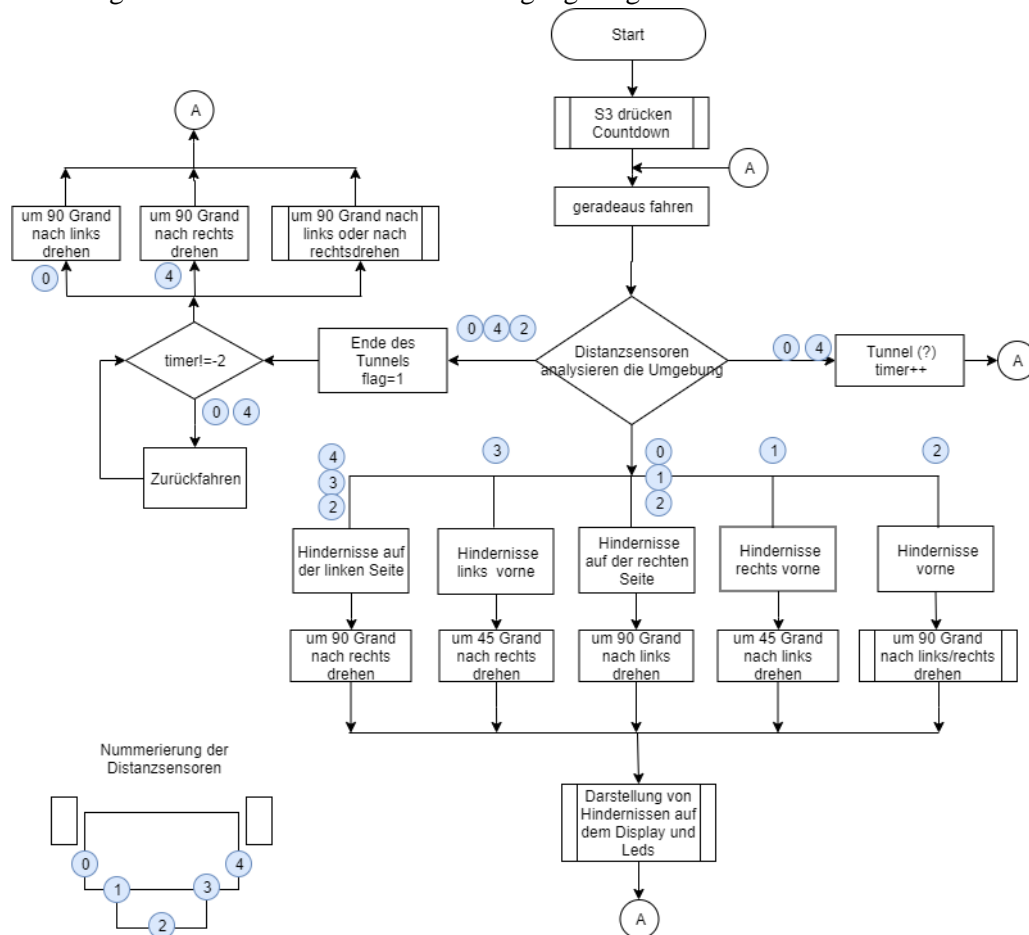 Start
S3 drücken
Countdown
A
geradeaus fahren
A
um 90 Grand
nach links
drehen
um 90 Grand
nach rechts
drehen
um 90 Grand nach
links oder nach
rechtsdrehen
0
4
timer!=-2
0 4
Zurückfahren
Ende des
Tunnels
flag=1
0 4 2
Distanzsensoren
analysieren die Umgebung
0 4
Tunnel (?)
timer++
A
4
3
2
3
0
1
2
1
2
Hindernisse auf
der linken Seite
Hindernisse
links vorne
Hindernisse
auf der rechten
Seite
Hindernisse
rechts vorne
Hindernisse
vorne
um 90 Grand
nach rechts
drehen
um 45 Grand
nach rechts
drehen
um 90 Grand
nach links
drehen
um 45 Grand
nach links
drehen
um 90 Grand
nach links/rechts
drehen
Darstellung von
Hindernissen auf
dem Display und
Leds
A
Nummerierung der
Distanzsensoren
0
1
2
3
4